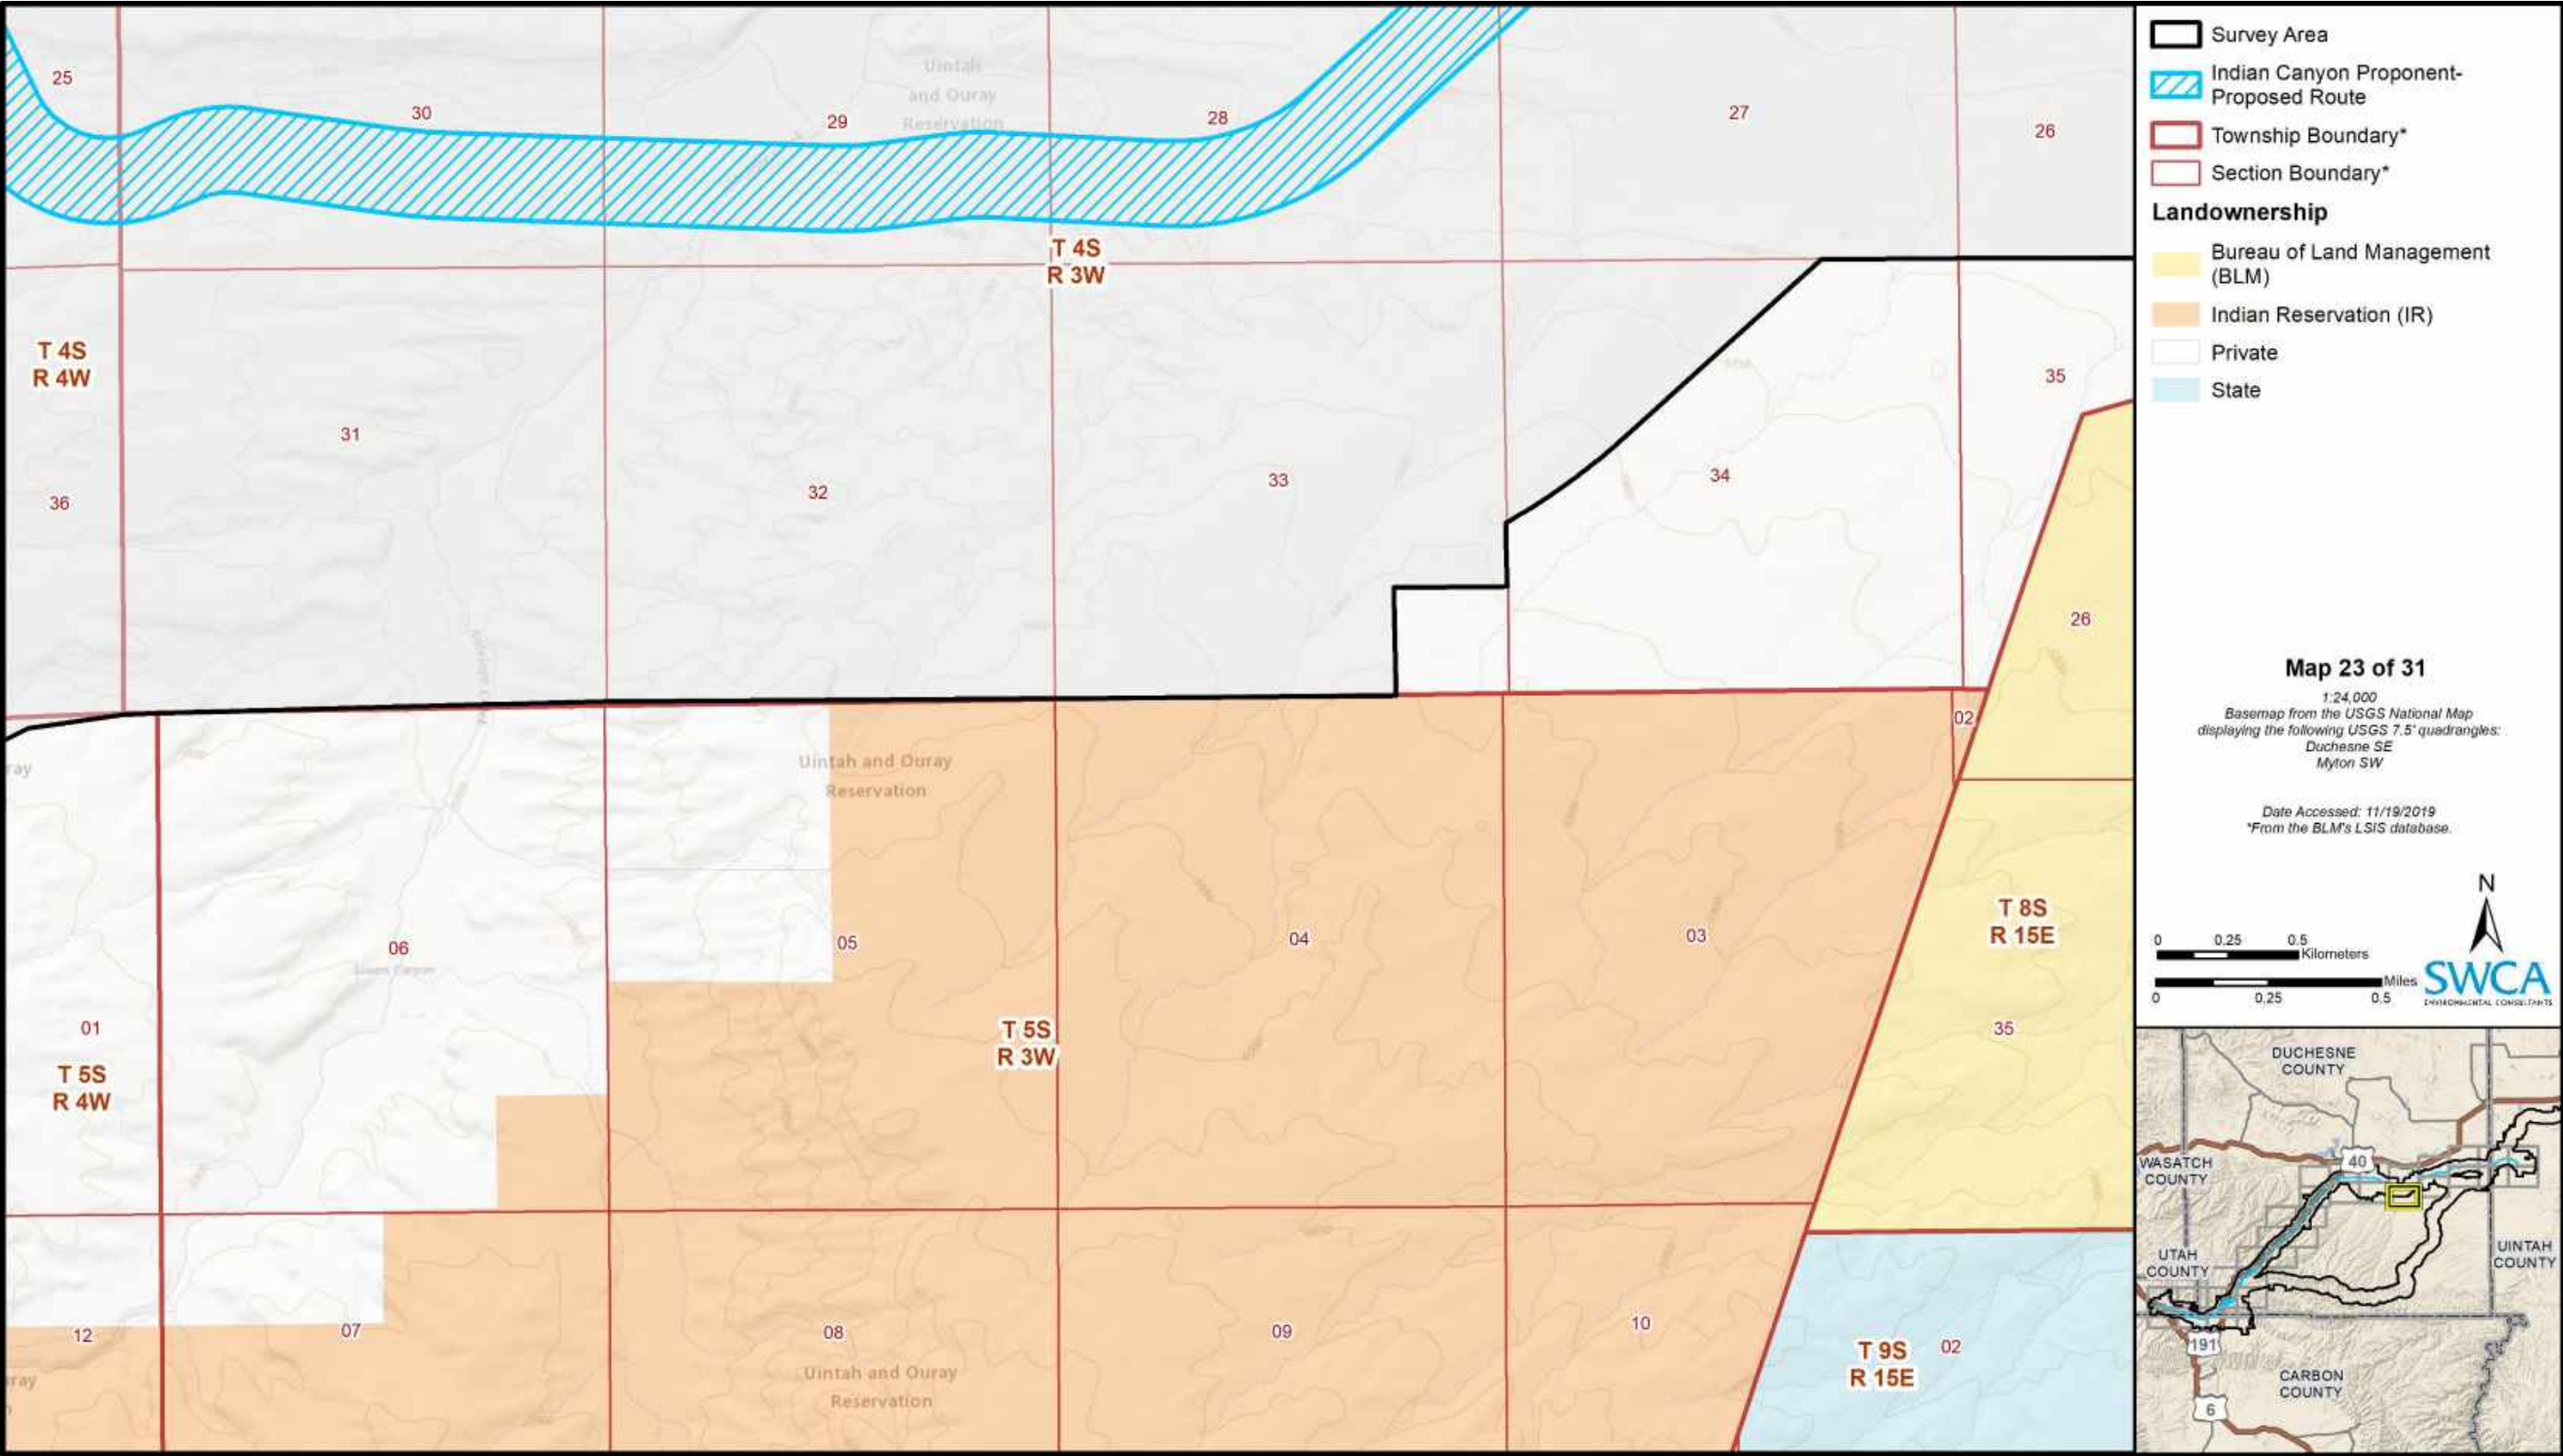 25
30
29
28
27
26
Uintah
and Ouray
Reservation
T 4S
R 3W
T 4S
R 4W
31
32
33
34
35
36
26
02
ray
Uintah and Ouray
Reservation
06
05
04
03
T 8S
R 15E
01
35
T 5S
R 3W
T 5S
R 4W
12
07
08
09
10
T 9S
R 15E
02
ray
Uintah and Ouray
Reservation
Survey Area
Indian Canyon Proponent-
Proposed Route
Township Boundary*
Section Boundary*
Landownership
Bureau of Land Management
(BLM)
Indian Reservation (IR)
Private
State
Map 23 of 31
1:24,000
Basemap from the USGS National Map
displaying the following USGS 7.5' quadrangles:
Duchesne SE
Myton SW
Date Accessed: 11/19/2019
*From the BLM's LSIS database.
N
0 0.25 0.5
Kilometers
Miles
0 0.25 0.5
SWCA
ENVIRONMENTAL CONSULTANTS
DUCHESNE
COUNTY
WASATCH
COUNTY
40
UTAH
COUNTY
UINTAH
COUNTY
191
CARBON
COUNTY
6